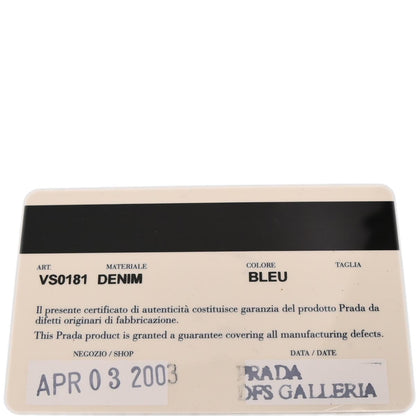 ART. MATERIALE COLORE TAGLIA
VS0181 DENIM BLEU
Il presente certificato di autenticità costituisce garanzia del prodotto Prada da
difetti originari di fabbricazione.
This Prada product is granted a guarantee covering all manufacturing defects.
NEGOZIO / SHOP DATA / DATE
APR 03 2003 PRADA
DFS GALLERIA